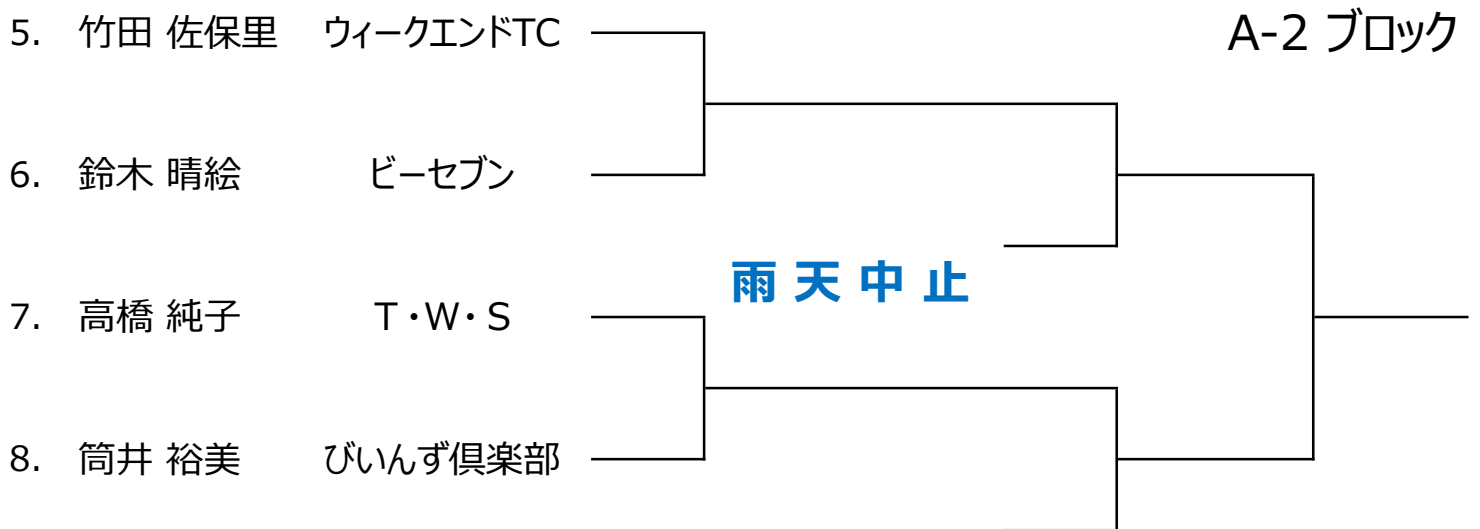 5. 竹田 佐保里 ウィークエンドTC
A-2 ブロック
6. 鈴木 晴絵 ビーセブン
雨 天 中 止
7. 高橋 純子 T・W・S
8. 筒井 裕美 びいんず倶楽部